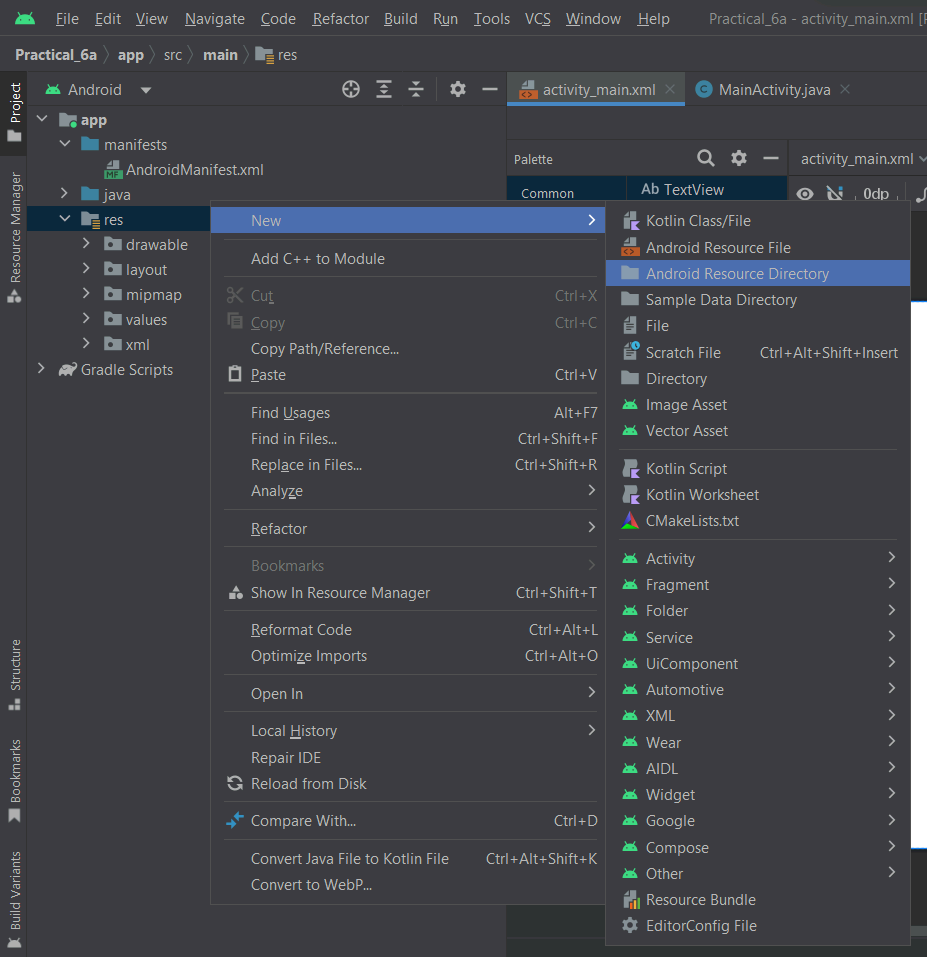 File Edit View Navigate Code Refactor Build Run Tools VCS Window Help Practical_6a - activity_main.xml [P
Practical_6a app src main res
Project
Android
activity_main.xml
MainActivity.java
app
manifests
AndroidManifest.xml
java
res
drawable
layout
mipmap
values
xml
Gradle Scripts
Resource Manager
Structure
Bookmarks
Build Variants
Palette
activity_main.xml
Common
Ab TextView
0dp
New
Add C++ to Module
Cut Ctrl+X
Copy Ctrl+C
Copy Path/Reference...
Paste Ctrl+V
Find Usages Alt+F7
Find in Files... Ctrl+Shift+F
Replace in Files... Ctrl+Shift+R
Analyze
Refactor
Bookmarks
Show In Resource Manager Ctrl+Shift+T
Reformat Code Ctrl+Alt+L
Optimize Imports Ctrl+Alt+O
Open In
Local History
Repair IDE
Reload from Disk
Compare With... Ctrl+D
Convert Java File to Kotlin File Ctrl+Alt+Shift+K
Convert to WebP...
Kotlin Class/File
Android Resource File
Android Resource Directory
Sample Data Directory
File
Scratch File Ctrl+Alt+Shift+Insert
Directory
Image Asset
Vector Asset
Kotlin Script
Kotlin Worksheet
CMakeLists.txt
Activity
Fragment
Folder
Service
UiComponent
Automotive
XML
Wear
AIDL
Widget
Google
Compose
Other
Resource Bundle
EditorConfig File